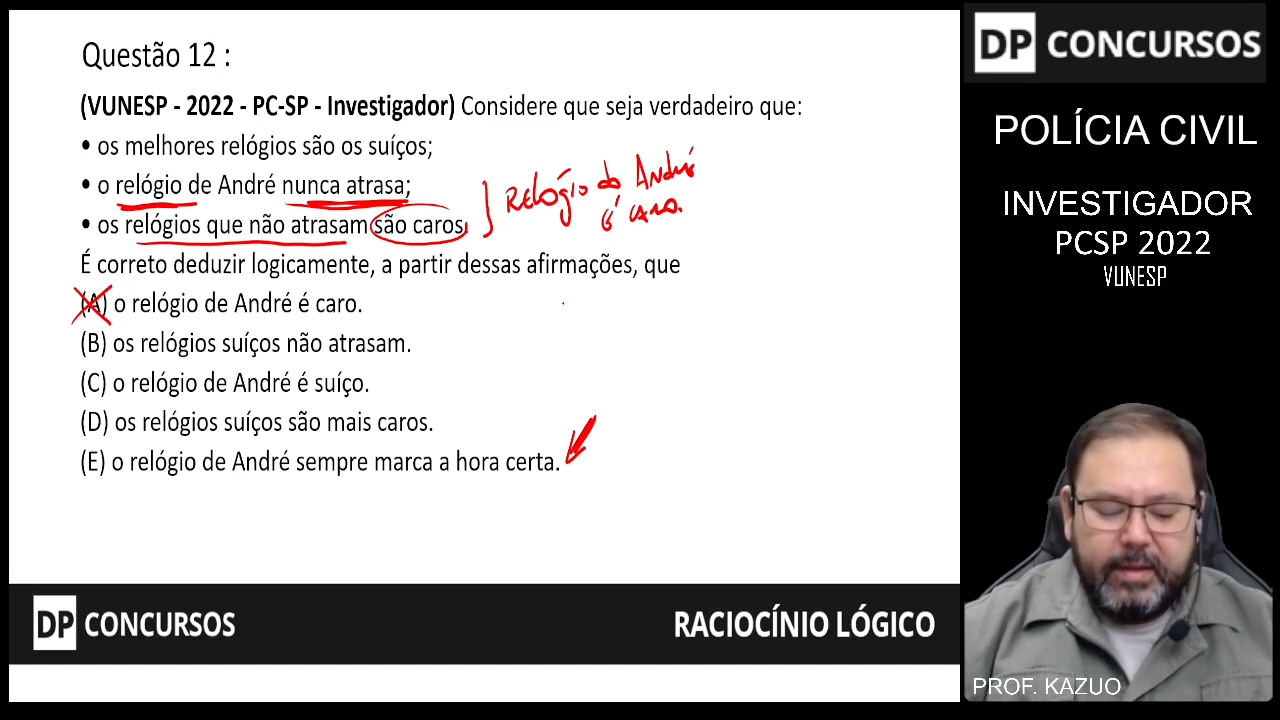 Questão 12 :
(VUNESP - 2022 - PC-SP - Investigador) Considere que seja verdadeiro que:
• os melhores relógios são os suíços;
• o relógio de André nunca atrasa;
• os relógios que não atrasam são caros.
RELÓGIO do André
é caro.
É correto deduzir logicamente, a partir dessas afirmações, que
(A) o relógio de André é caro.
(B) os relógios suíços não atrasam.
(C) o relógio de André é suíço.
(D) os relógios suíços são mais caros.
(E) o relógio de André sempre marca a hora certa.
DP CONCURSOS
RACIOCÍNIO LÓGICO
DP CONCURSOS
POLÍCIA CIVIL
INVESTIGADOR
PCSP 2022
VUNESP
PROF. KAZUO